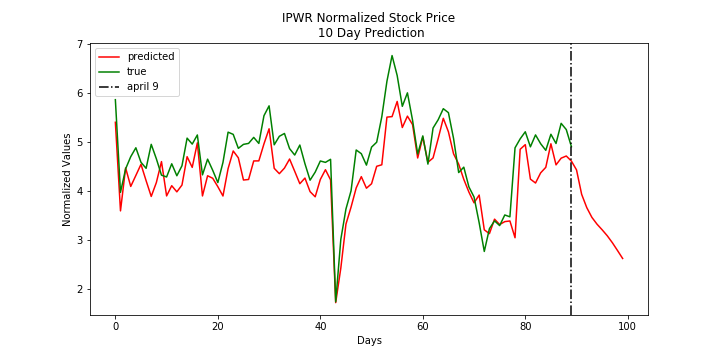 IPWR Normalized Stock Price
10 Day Prediction
predicted
true
april 9
Normalized Values
7
6
5
4
3
2
0
20
40
60
80
100
Days